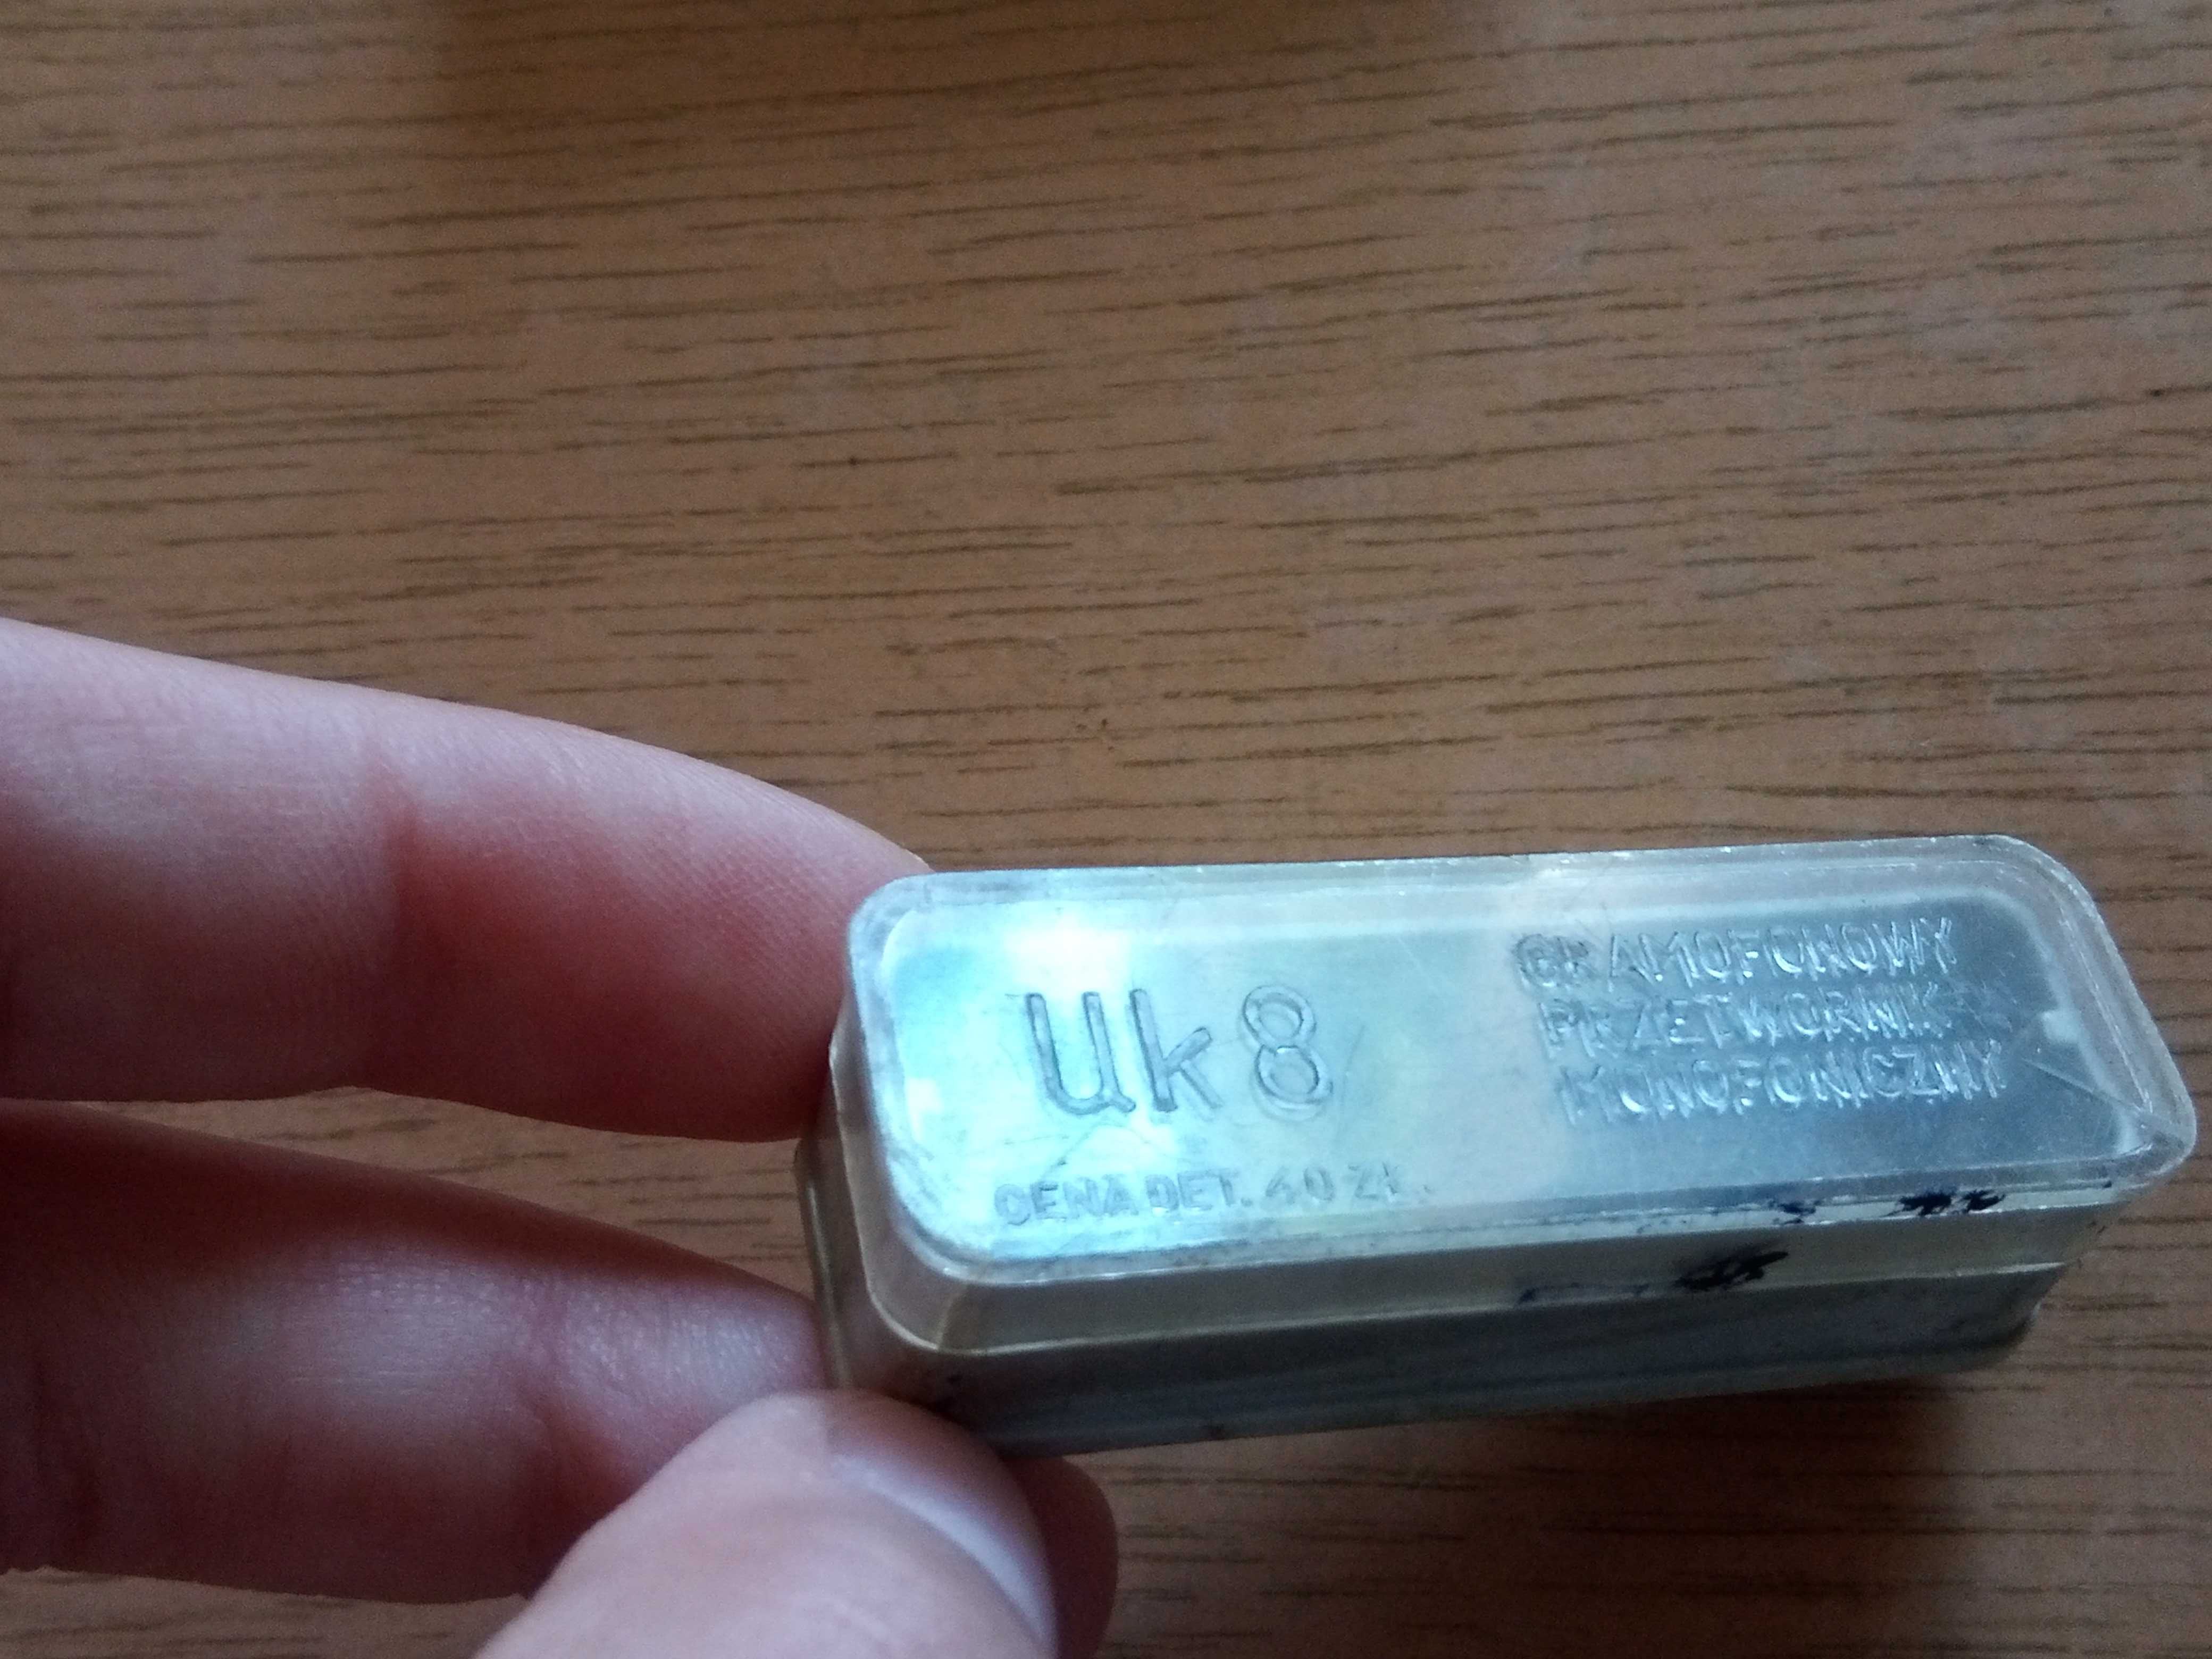 uk8
CENA DET. 40 Zł.
GRAMOFONOWY
PRZETWORNIK
MONOFONICZNY